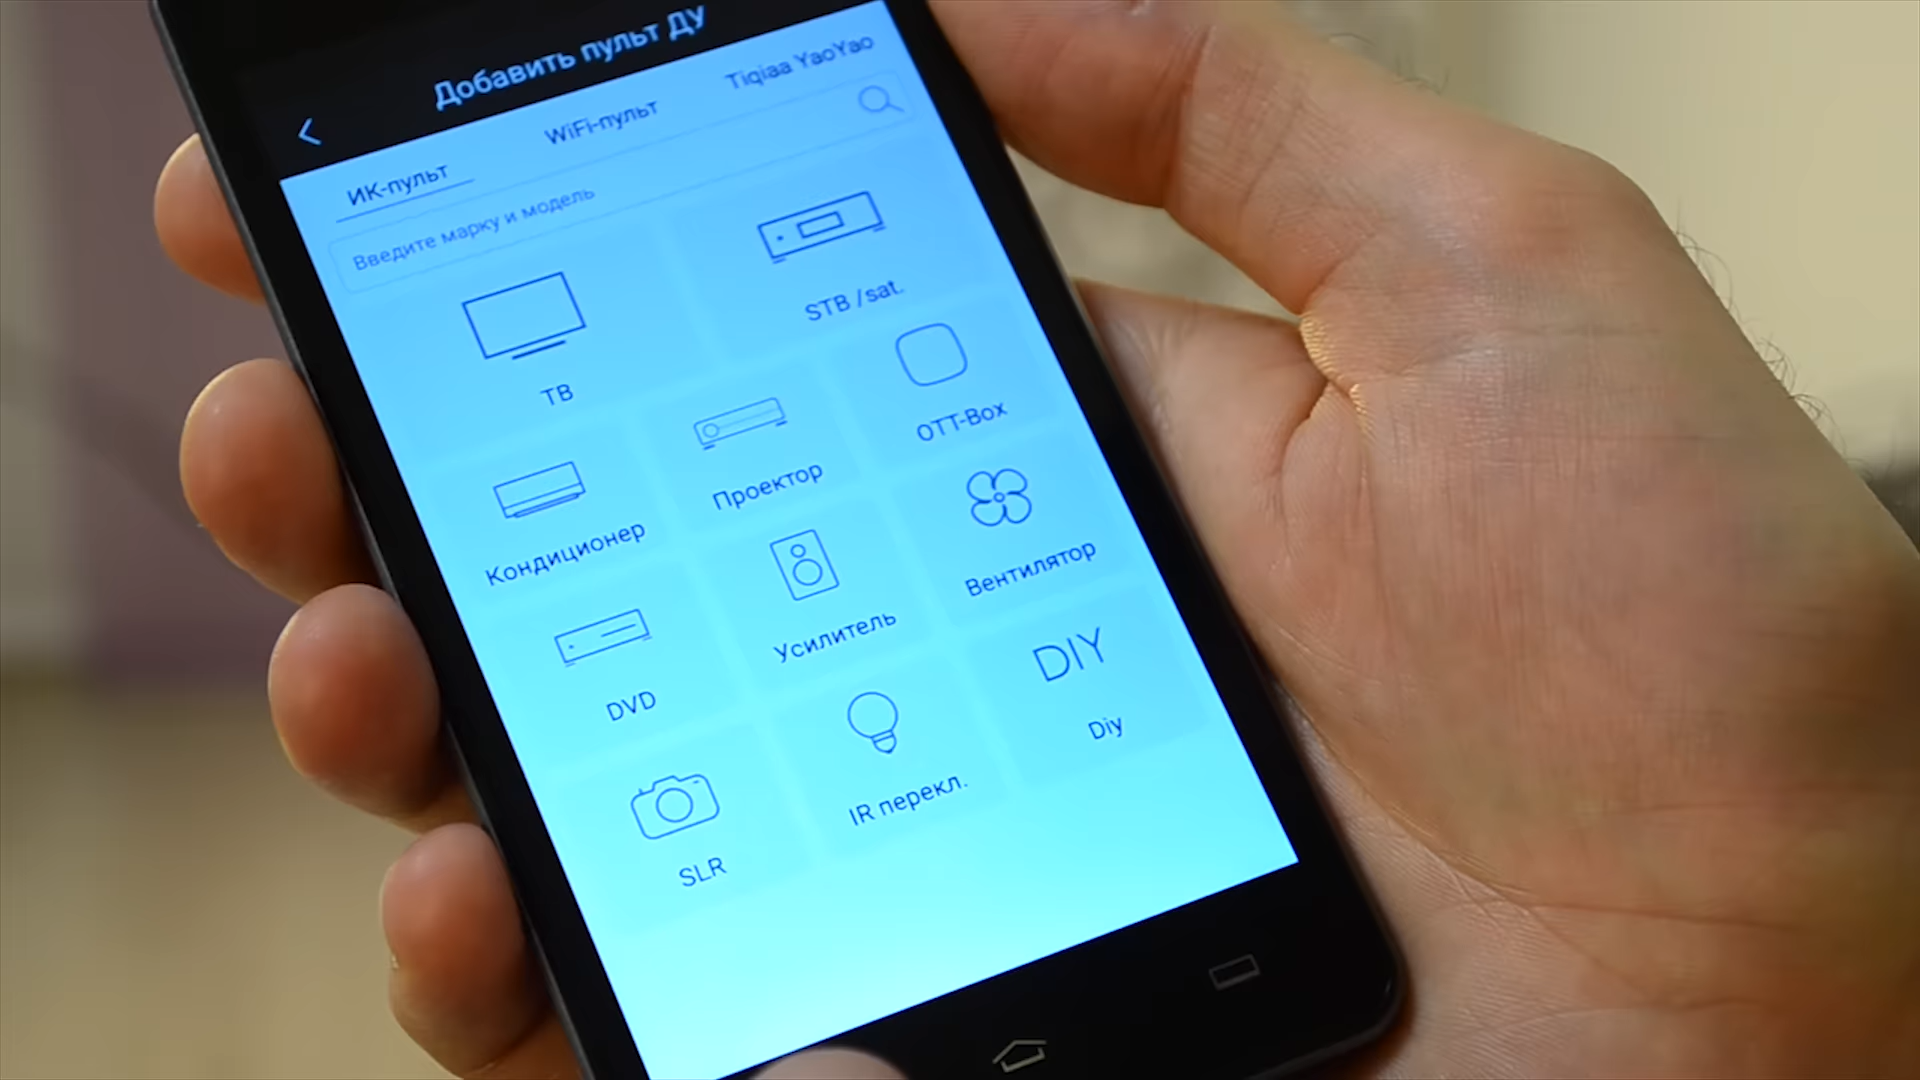 Добавить пульт ДУ
ИК-пульт
WiFi-пульт
Tiqiaa YaoYao
Введите марку и модель
ТВ
STB /sat.
Кондиционер
Проектор
OTT-Box
DVD
Усилитель
Вентилятор
SLR
IR перекл.
DIY
Diy